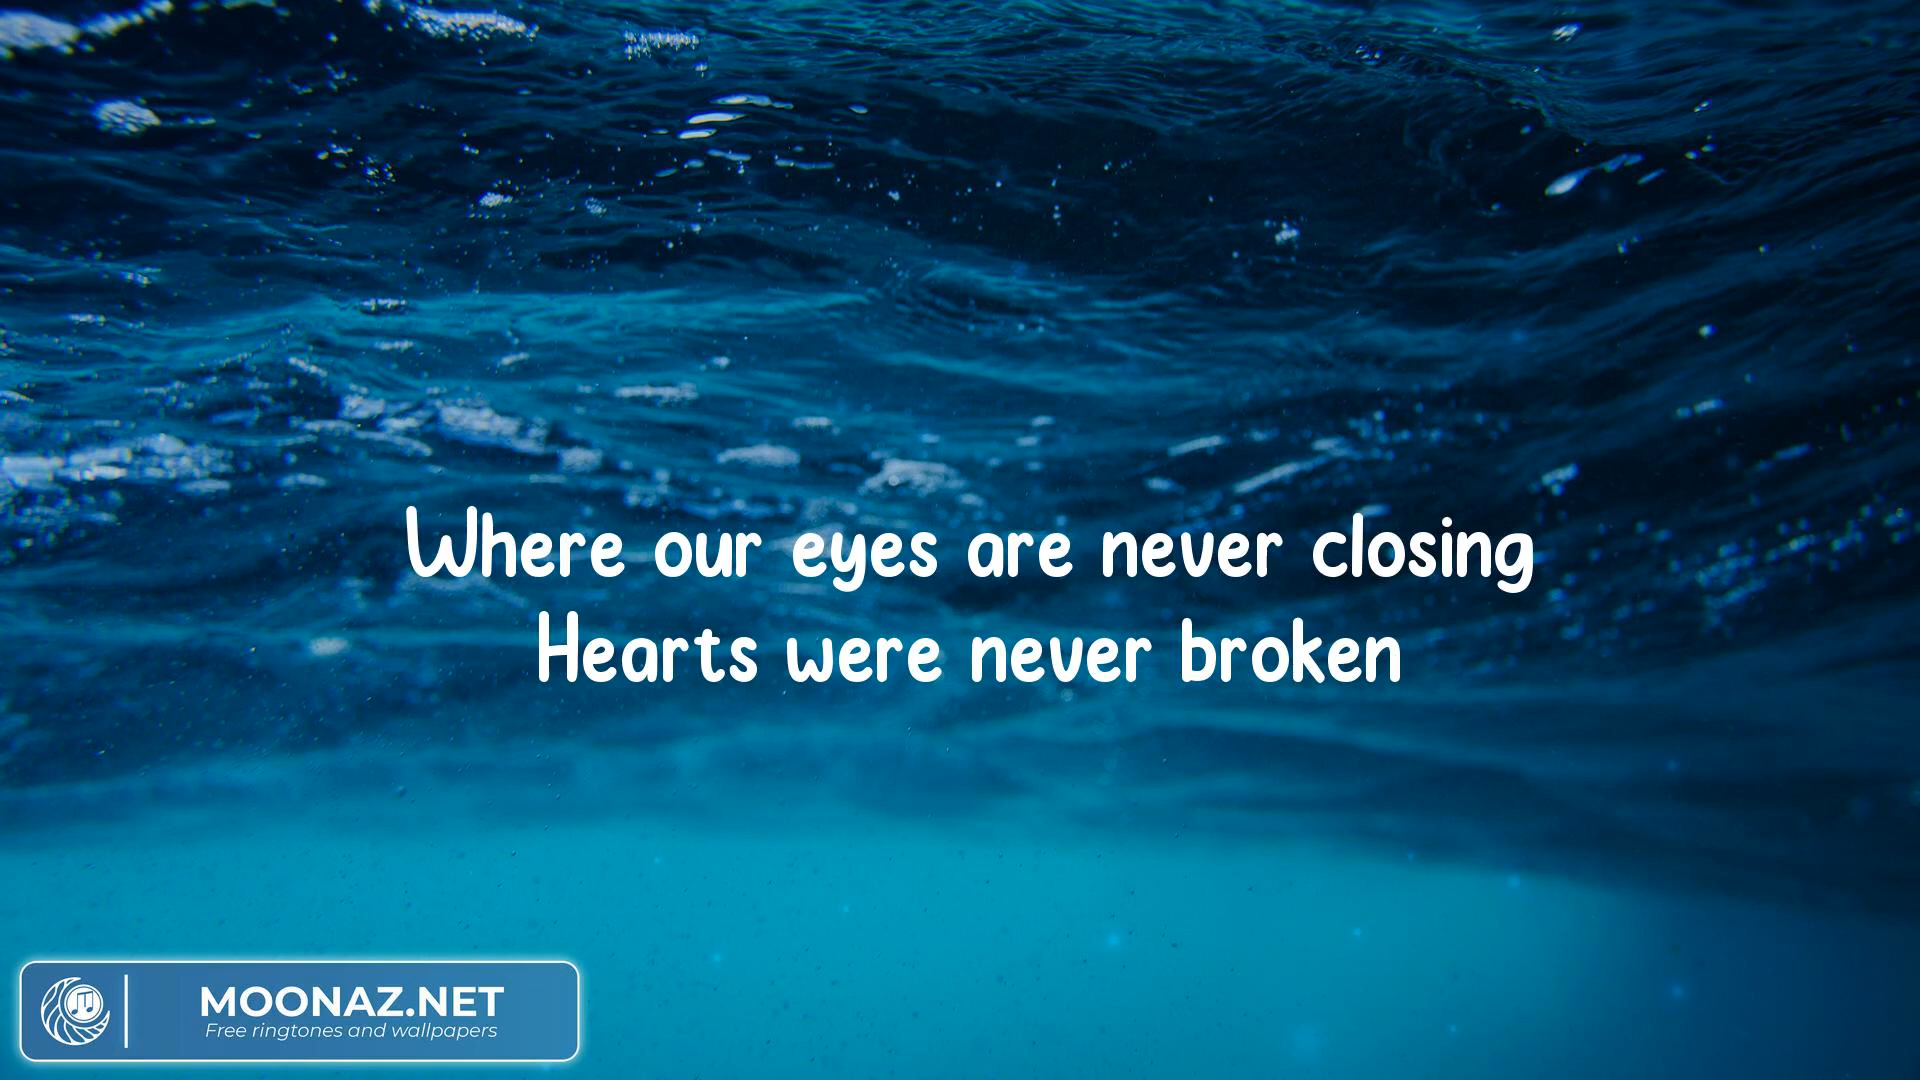 Where our eyes are never closing
Hearts were never broken
MOONAZ.NET
Free ringtones and wallpapers